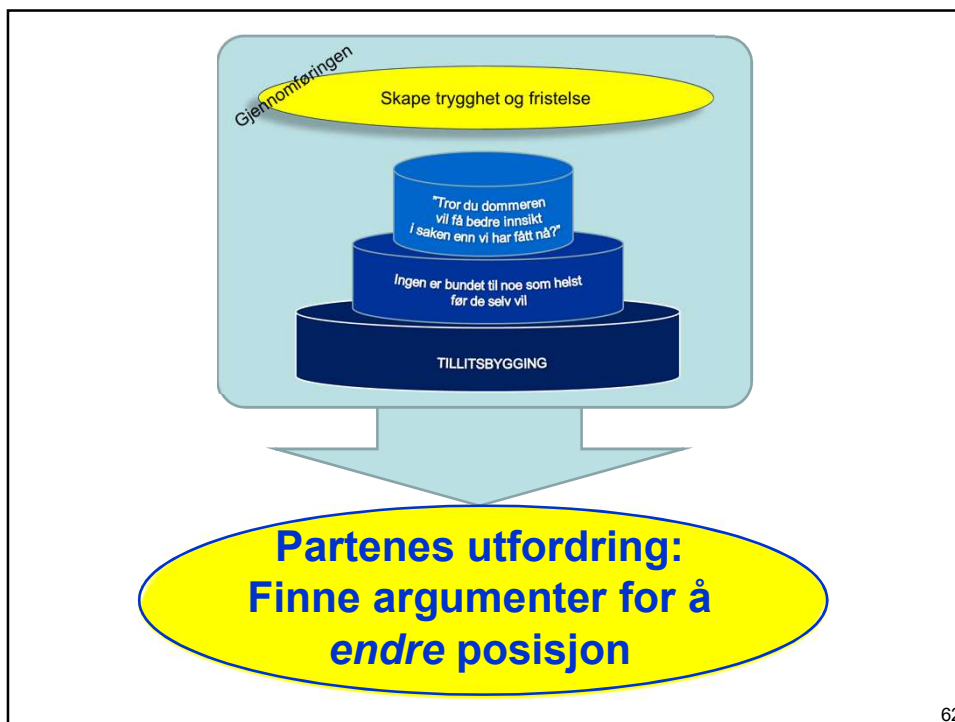 Gjennomføringen
Skape trygghet og fristelse
"Tror du dommeren
vil få bedre innsikt
i saken enn vi har fått nå?"
Ingen er bundet til noe som helst
før de selv vil
TILLITSBYGGING
Partenes utfordring:
Finne argumenter for å
endre posisjon
62